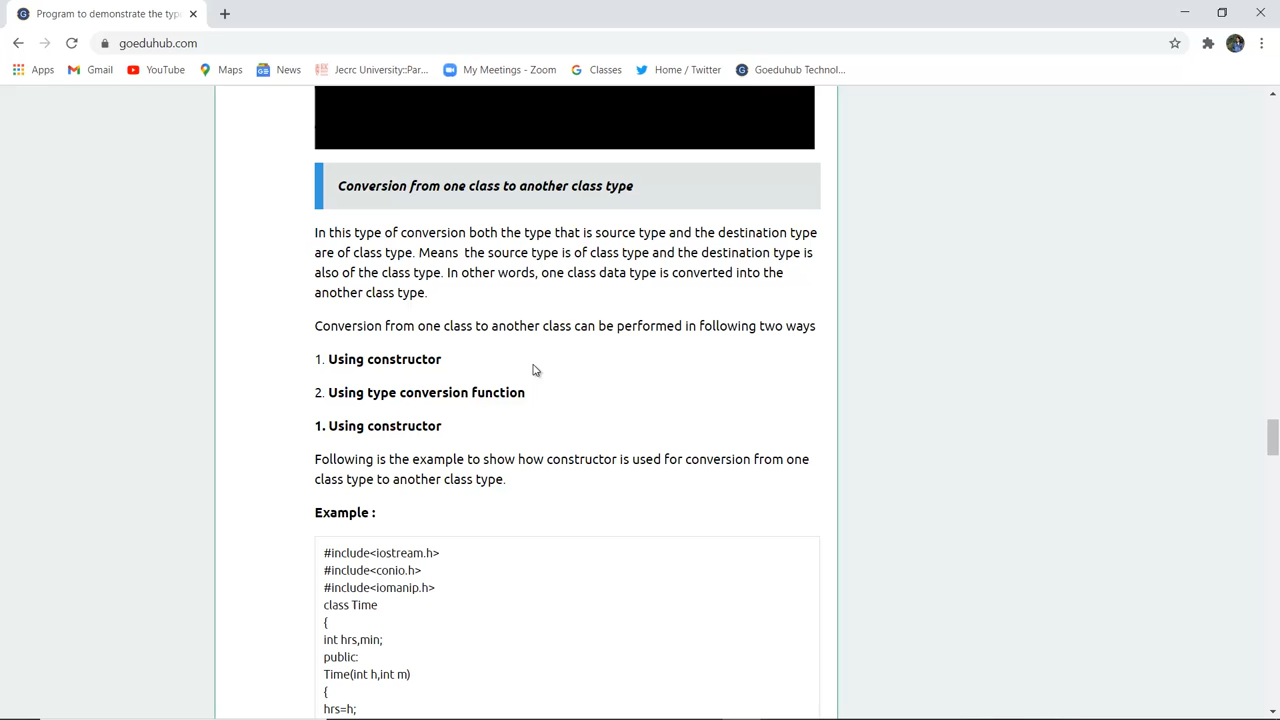 Program to demonstrate the typ
goeduhub.com
Apps
Gmail
YouTube
Maps
News
Jecrc University::Par...
My Meetings - Zoom
Classes
Home / Twitter
Goeduhub Technol...
Conversion from one class to another class type
In this type of conversion both the type that is source type and the destination type
are of class type. Means  the source type is of class type and the destination type is
also of the class type. In other words, one class data type is converted into the
another class type.
Conversion from one class to another class can be performed in following two ways
1. Using constructor
2. Using type conversion function
1. Using constructor
Following is the example to show how constructor is used for conversion from one
class type to another class type.
Example :
#include<iostream.h>
#include<conio.h>
#include<iomanip.h>
class Time
{
int hrs,min;
public:
Time(int h,int m)
{
hrs=h;